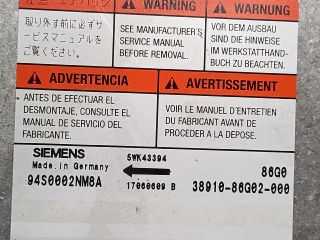 WARNING
WARNUNG
取り外す前に必ずサ
ービスマニュアルを
ご覧ください。
SEE MANUFACTURER'S
SERVICE MANUAL
BEFORE REMOVAL.
VOR DEM AUSBAU
SIND DIE HINWEISE
IM WERKSTATTHAND-
BUCH ZU BEACHTEN.
ADVERTENCIA
AVERTISSEMENT
ANTES DE EFECTUAR EL
DESMONTAJE, CONSULTE EL
MANUAL DE SERVICIO DEL
FABRICANTE.
VOIR LE MANUEL D'ENTRETIEN
DU FABRICANT AVANT DE
PROCEDER A LA DEPOSE.
SIEMENS
Made in Germany
94S0002NM8A
5WK43394
17060609 B
86G0
38910-86G02-000